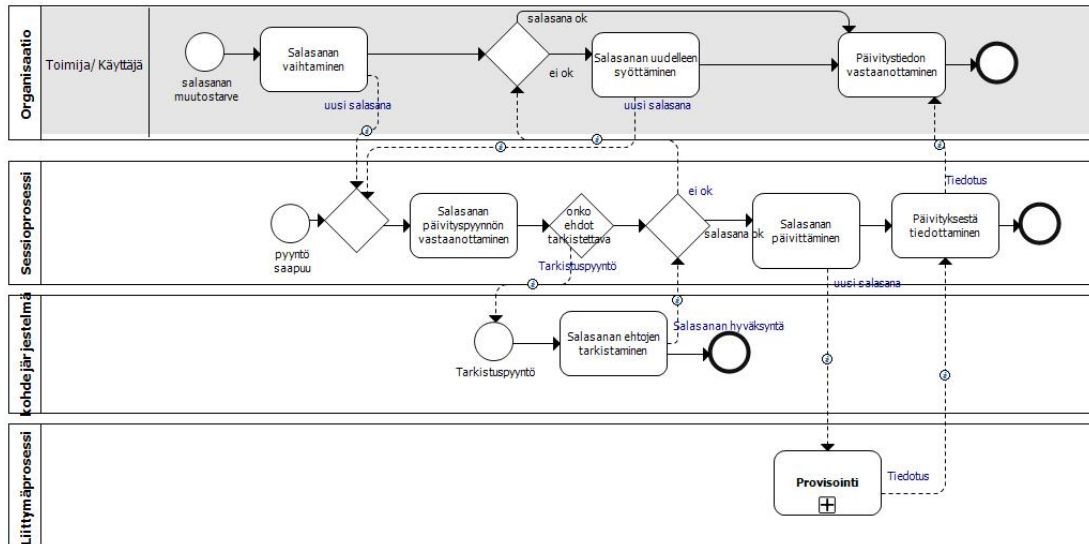 Organisaatio
Toimija/ Käyttäjä
salasanan
muutostarve
Salasanan
vaihtaminen
uusi salasana
salasana ok
ei ok
Salasanan uudelleen
syöttäminen
uusi salasana
Päivitystiedon
vastaanottaminen
Sessioprosessi
pyyntö
saapuu
Salasanan
päivityspyynnön
vastaanottaminen
onko
ehdot
tarkistettava
Tarkistuspyyntö
ei ok
salasana ok
Salasanan
päivittäminen
uusi salasana
Tiedotus
Päivityksestä
tiedottaminen
kohdejärjestelmä
Tarkistuspyyntö
Salasanan ehtojen
tarkistaminen
Salasanan hyväksyntä
Liittymäprosessi
Provisointi
Tiedotus